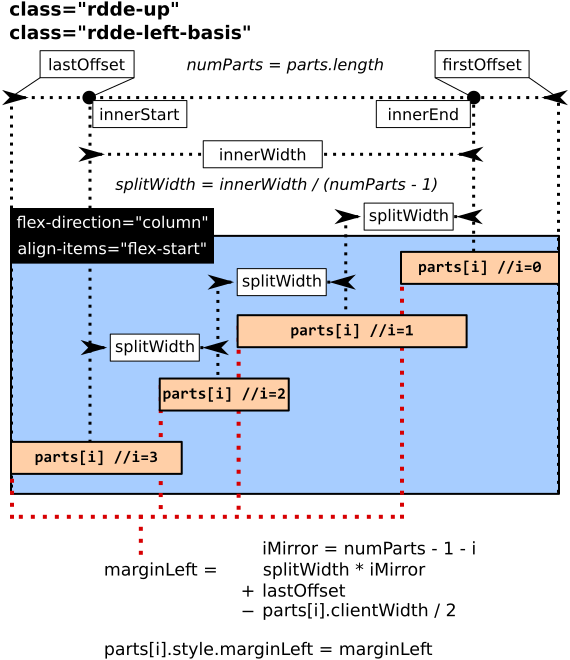 class="rdde-up"
class="rdde-left-basis"
lastOffset
numParts = parts.length
firstOffset
innerStart
innerEnd
innerWidth
splitWidth = innerWidth / (numParts - 1)
splitWidth
flex-direction="column"
align-items="flex-start"
parts[i] //i=0
splitWidth
parts[i] //i=1
splitWidth
parts[i] //i=2
parts[i] //i=3
iMirror = numParts - 1 - i
marginLeft = splitWidth * iMirror
+ lastOffset
− parts[i].clientWidth / 2
parts[i].style.marginLeft = marginLeft